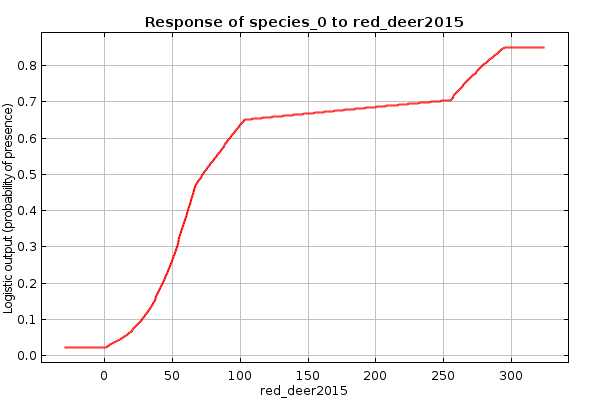 Response of species_0 to red_deer2015
Logistic output (probability of presence)
0.8
0.7
0.6
0.5
0.4
0.3
0.2
0.1
0.0
0 50 100 150 200 250 300
red_deer2015